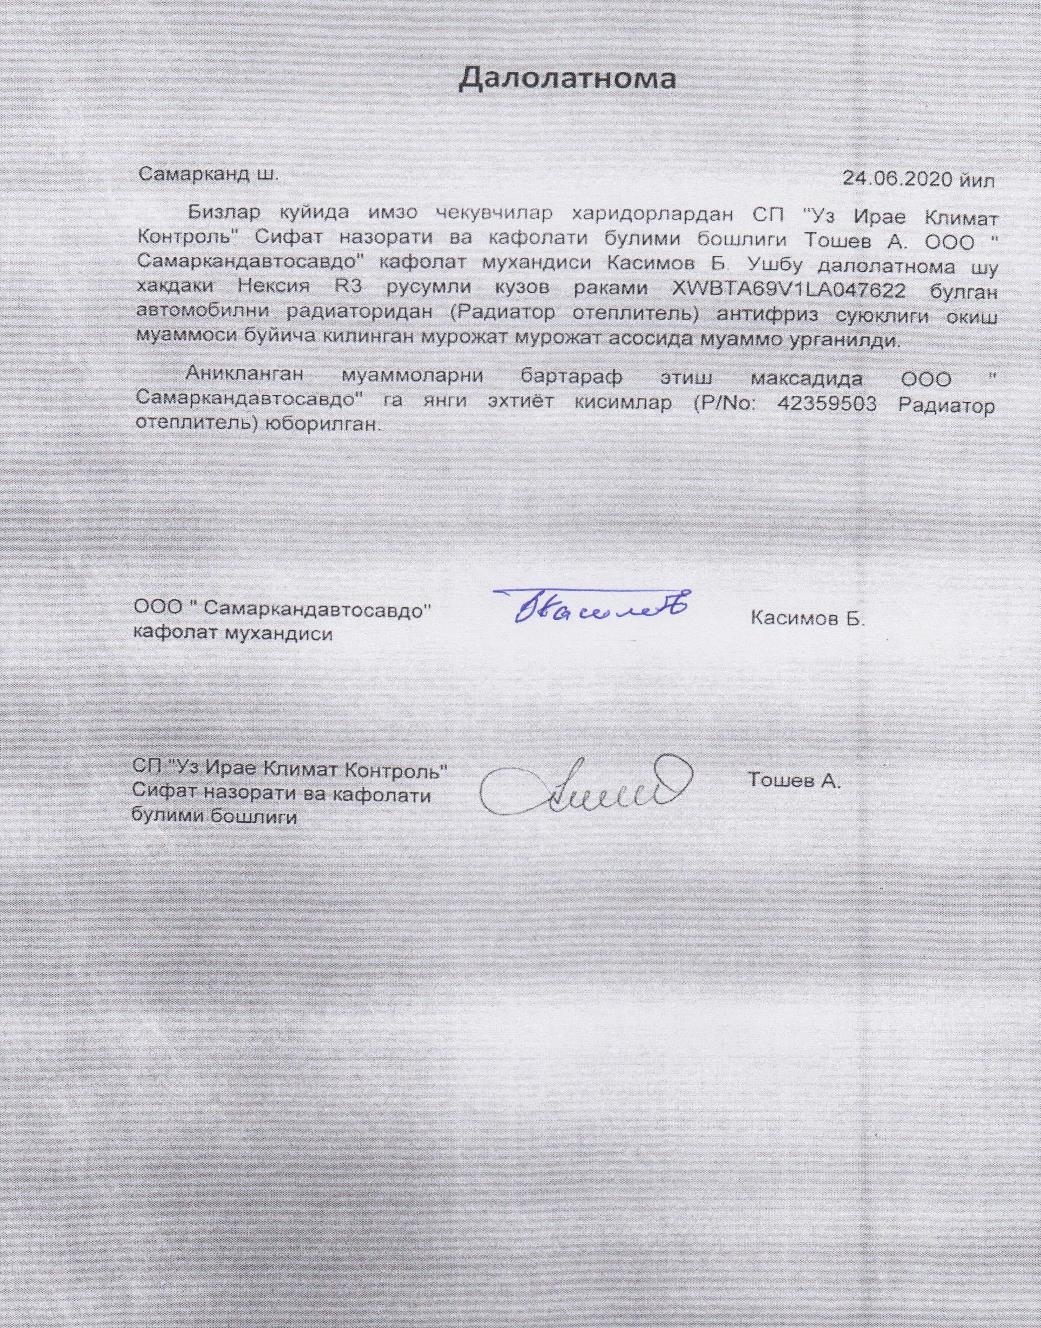 Далолатнома
Самарканд ш.
24.06.2020 йил
Бизлар куйида имзо чекувчилар харидорлардан СП "Уз Ирае Климат
Контроль" Сифат назорати ва кафолати булими бошлиги Тошев А. ООО "
Самаркандавтосавдо" кафолат мухандиси Касимов Б. Ушбу далолатнома шу
хакдаки Нексия R3 русумли кузов раками XWBTA69V1LA047622 булган
автомобилни радиаторидан (Радиатор отеплитель) антифриз суюклиги окиш
муаммоси буйича килинган мурожат мурожат асосида муаммо урганилди.
Аникланган муаммоларни бартараф этиш максадида ООО "
Самаркандавтосавдо" га янги эхтиёт кисимлар (P/No: 42359503 Радиатор
отеплитель) юборилган.
ООО " Самаркандавтосавдо"
кафолат мухандиси
Касимов Б.
СП "Уз Ирае Климат Контроль"
Сифат назорати ва кафолати
булими бошлиги
Тошев А.